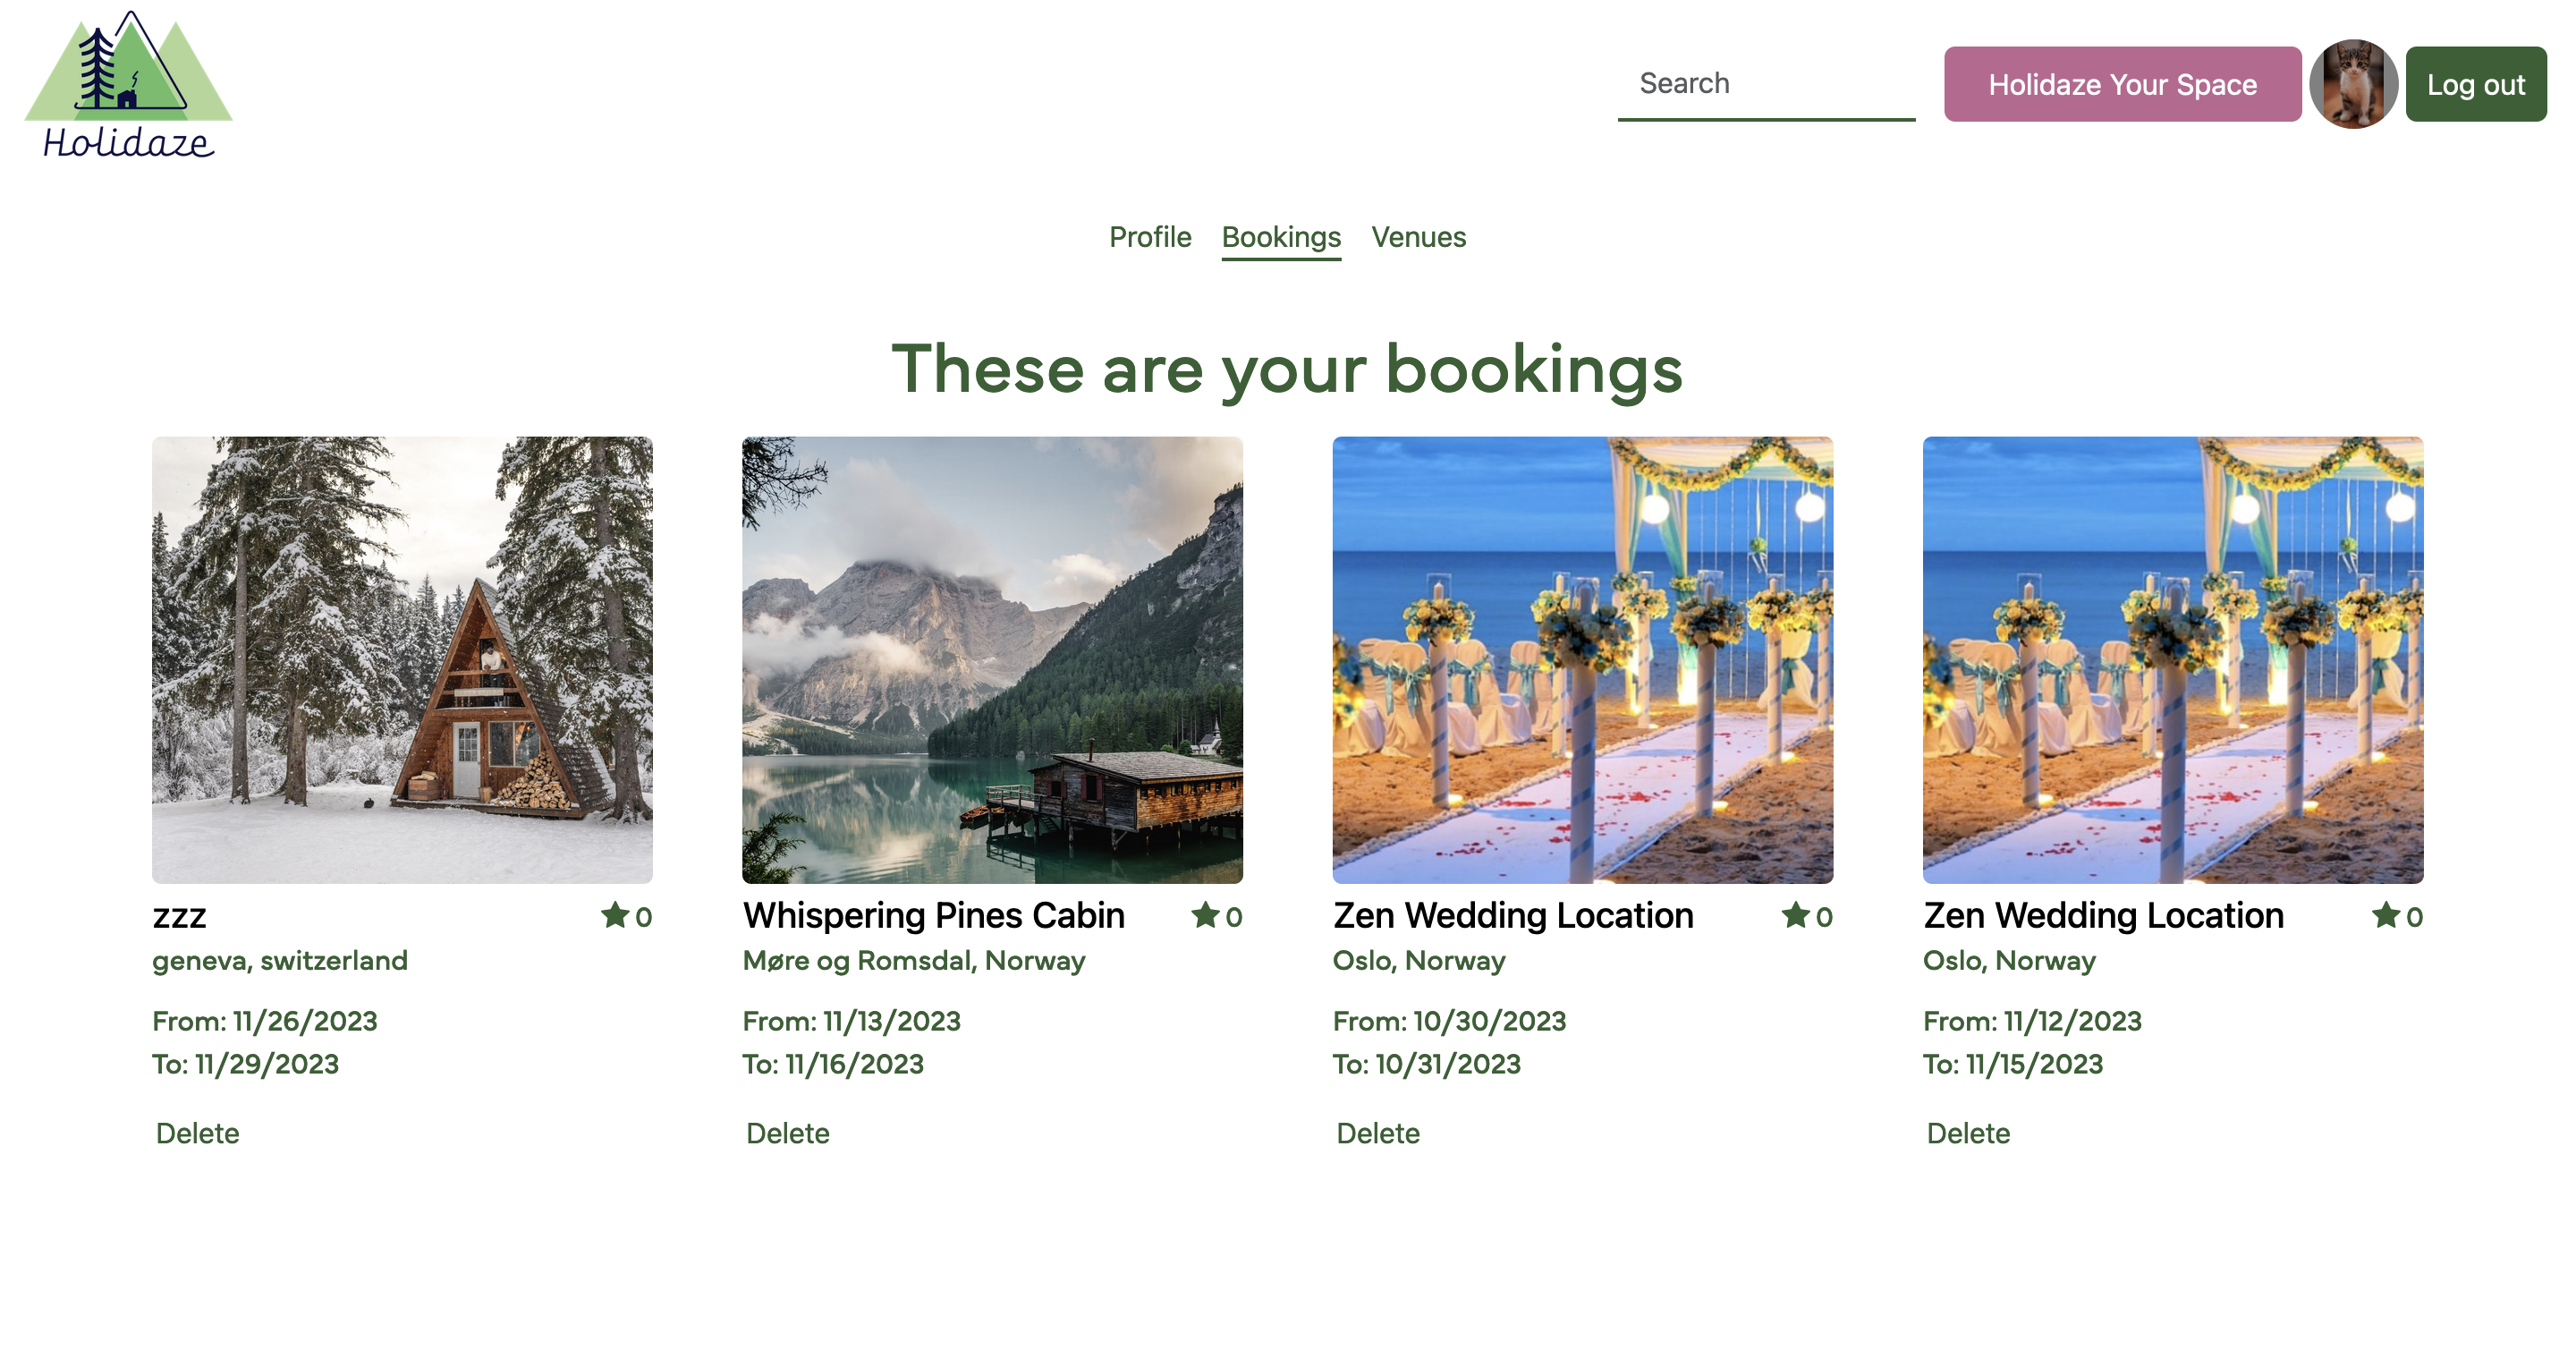 Holidaze
Search
Holidaze Your Space
Log out
Profile Bookings Venues
These are your bookings
zzz 0
geneva, switzerland
From: 11/26/2023
To: 11/29/2023
Delete
Whispering Pines Cabin 0
Møre og Romsdal, Norway
From: 11/13/2023
To: 11/16/2023
Delete
Zen Wedding Location 0
Oslo, Norway
From: 10/30/2023
To: 10/31/2023
Delete
Zen Wedding Location 0
Oslo, Norway
From: 11/12/2023
To: 11/15/2023
Delete